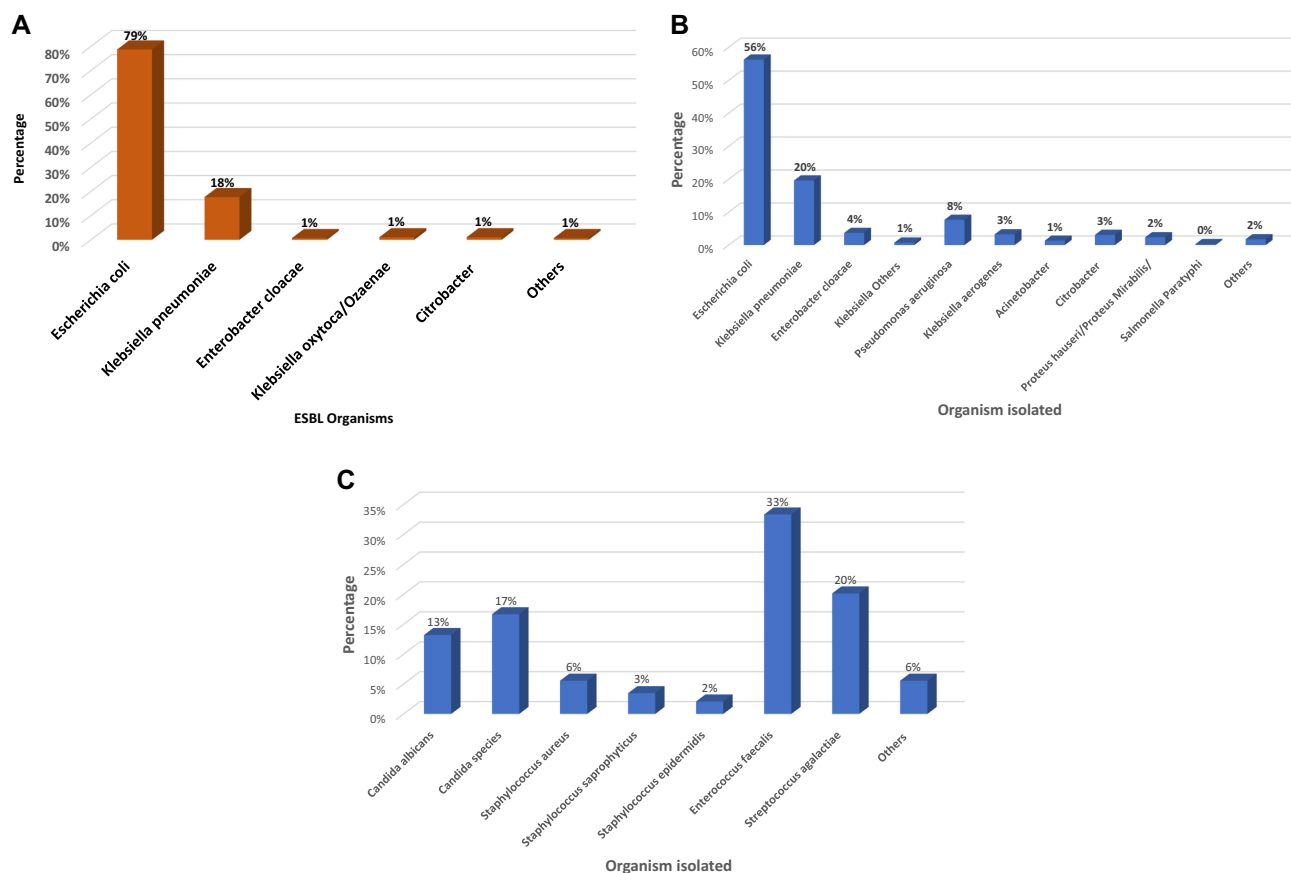 A
Percentage
80%
70%
60%
50%
40%
30%
20%
10%
0%
79%
18%
1%
1%
1%
1%
Escherichia coli
Klebsiella pneumoniae
Enterobacter cloacae
Klebsiella oxytoca/Ozaenae
Citrobacter
Others
ESBL Organisms
B
Percentage
60%
50%
40%
30%
20%
10%
0%
56%
20%
4%
1%
8%
3%
1%
3%
2%
0%
2%
Escherichia coli
Klebsiella pneumoniae
Enterobacter cloacae
Klebsiella Others
Pseudomonas aeruginosa
Klebsiella aerogenes
Acinetobacter
Citrobacter
Proteus hauseri/Proteus Mirabilis/
Salmonella Paratyphi
Others
Organism isolated
C
Percentage
35%
30%
25%
20%
15%
10%
5%
0%
13%
17%
6%
3%
2%
33%
20%
6%
Candida albicans
Candida species
Staphylococcus aureus
Staphylococcus saprophyticus
Staphylococcus epidermidis
Enterococcus faecalis
Streptococcus agalactiae
Others
Organism isolated